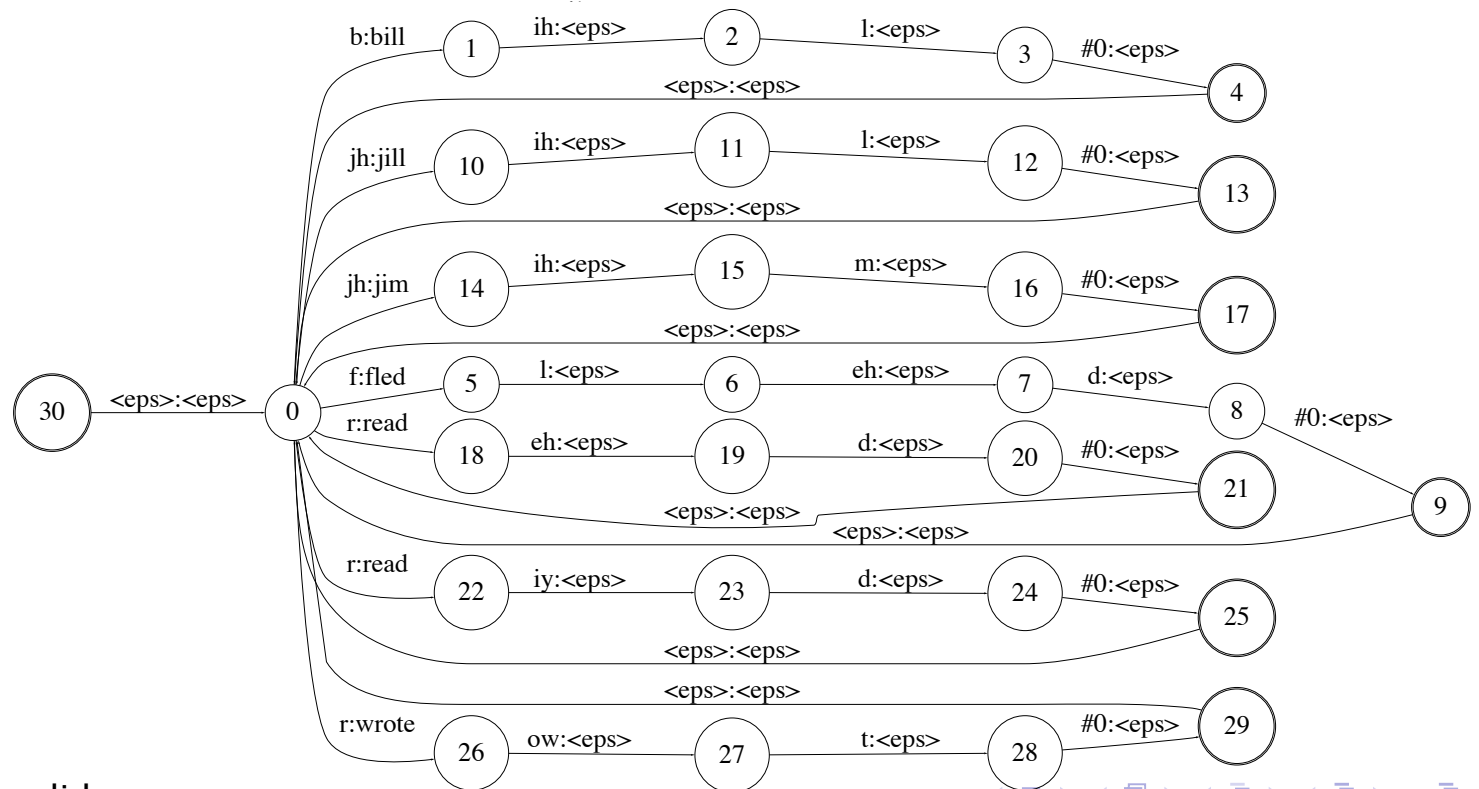 b:bill 1 ih:<eps> 2 l:<eps> 3 #0:<eps> 4
<eps>:<eps>
jh:jill 10 ih:<eps> 11 l:<eps> 12 #0:<eps> 13
<eps>:<eps>
jh:jim 14 ih:<eps> 15 m:<eps> 16 #0:<eps> 17
<eps>:<eps>
30 <eps>:<eps> 0 f:fled 5 l:<eps> 6 eh:<eps> 7 d:<eps> 8 #0:<eps> 9
r:read 18 eh:<eps> 19 d:<eps> 20 #0:<eps> 21
<eps>:<eps>
<eps>:<eps>
r:read 22 iy:<eps> 23 d:<eps> 24 #0:<eps> 25
<eps>:<eps>
<eps>:<eps>
r:wrote 26 ow:<eps> 27 t:<eps> 28 #0:<eps> 29